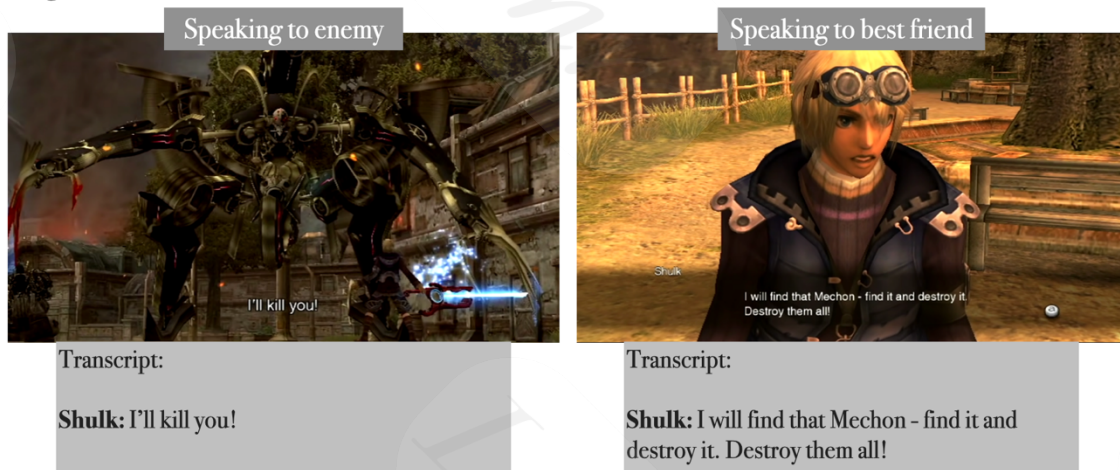 Speaking to enemy
I'll kill you!
Transcript:
Shulk: I'll kill you!
Speaking to best friend
Shulk
I will find that Mechon - find it and destroy it.
Destroy them all!
Transcript:
Shulk: I will find that Mechon - find it and
destroy it. Destroy them all!